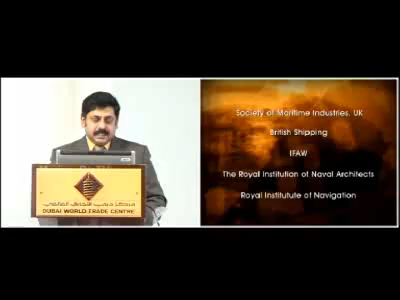 مركز دبي التجاري العالمي
DUBAI WORLD TRADE CENTRE
Society of Maritime Industries, UK
British Shipping
IFAW
The Royal Institution of Naval Architects
Royal Institutute of Navigation